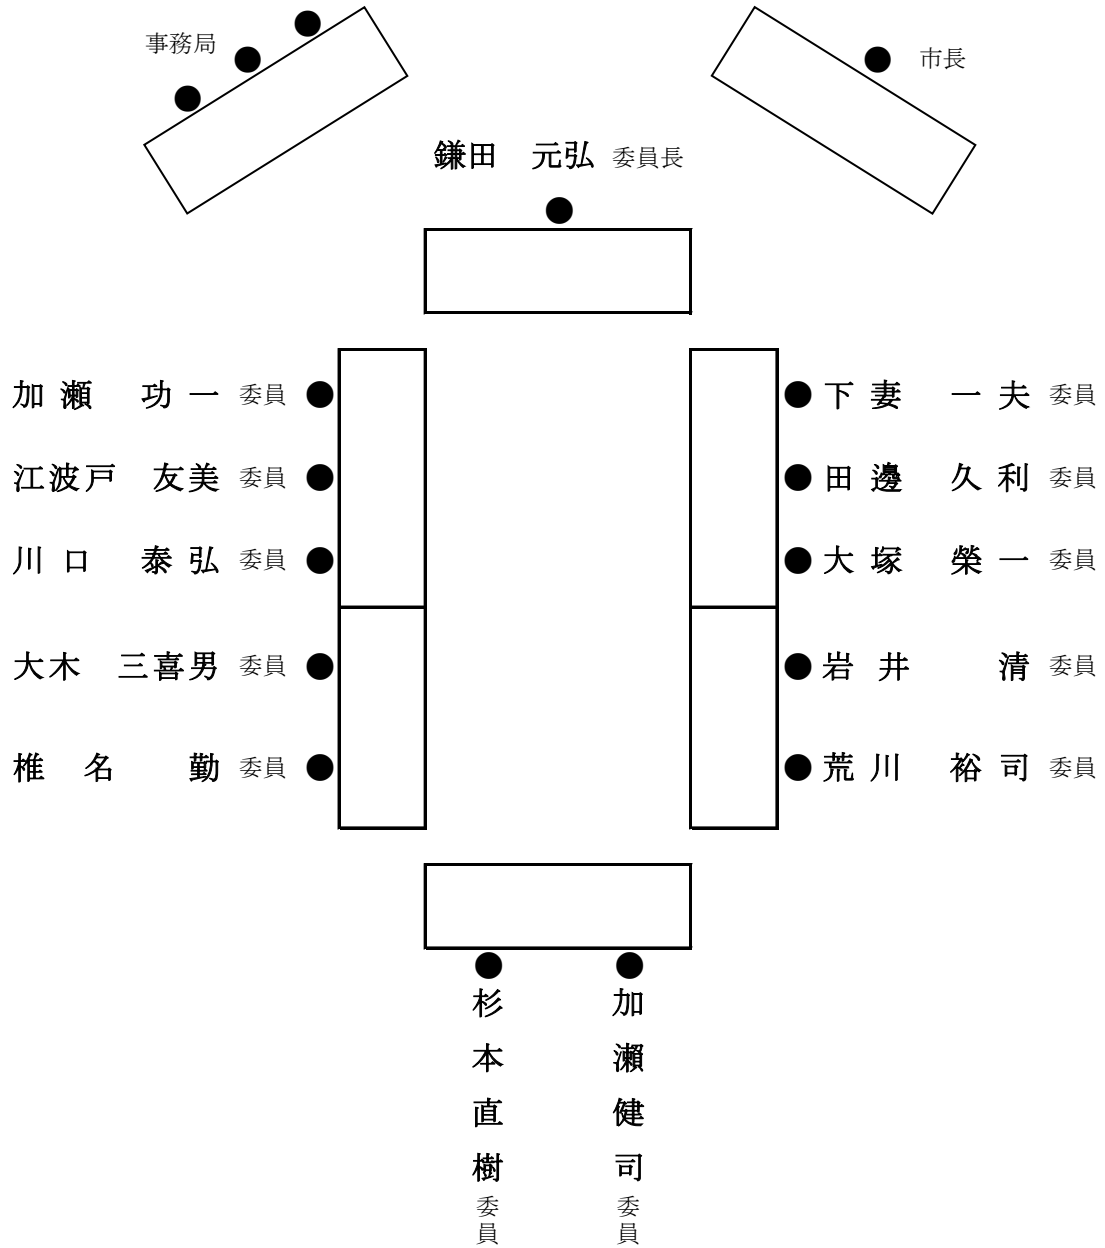 事務局
市長
鎌田　元弘 委員長
加瀬　功一 委員
下妻　一夫 委員
江波戸　友美 委員
田邊　久利 委員
川口　泰弘 委員
大塚　榮一 委員
大木　三喜男 委員
岩井　清 委員
椎名　勤 委員
荒川　裕司 委員
杉本直樹委員
加瀬健司委員